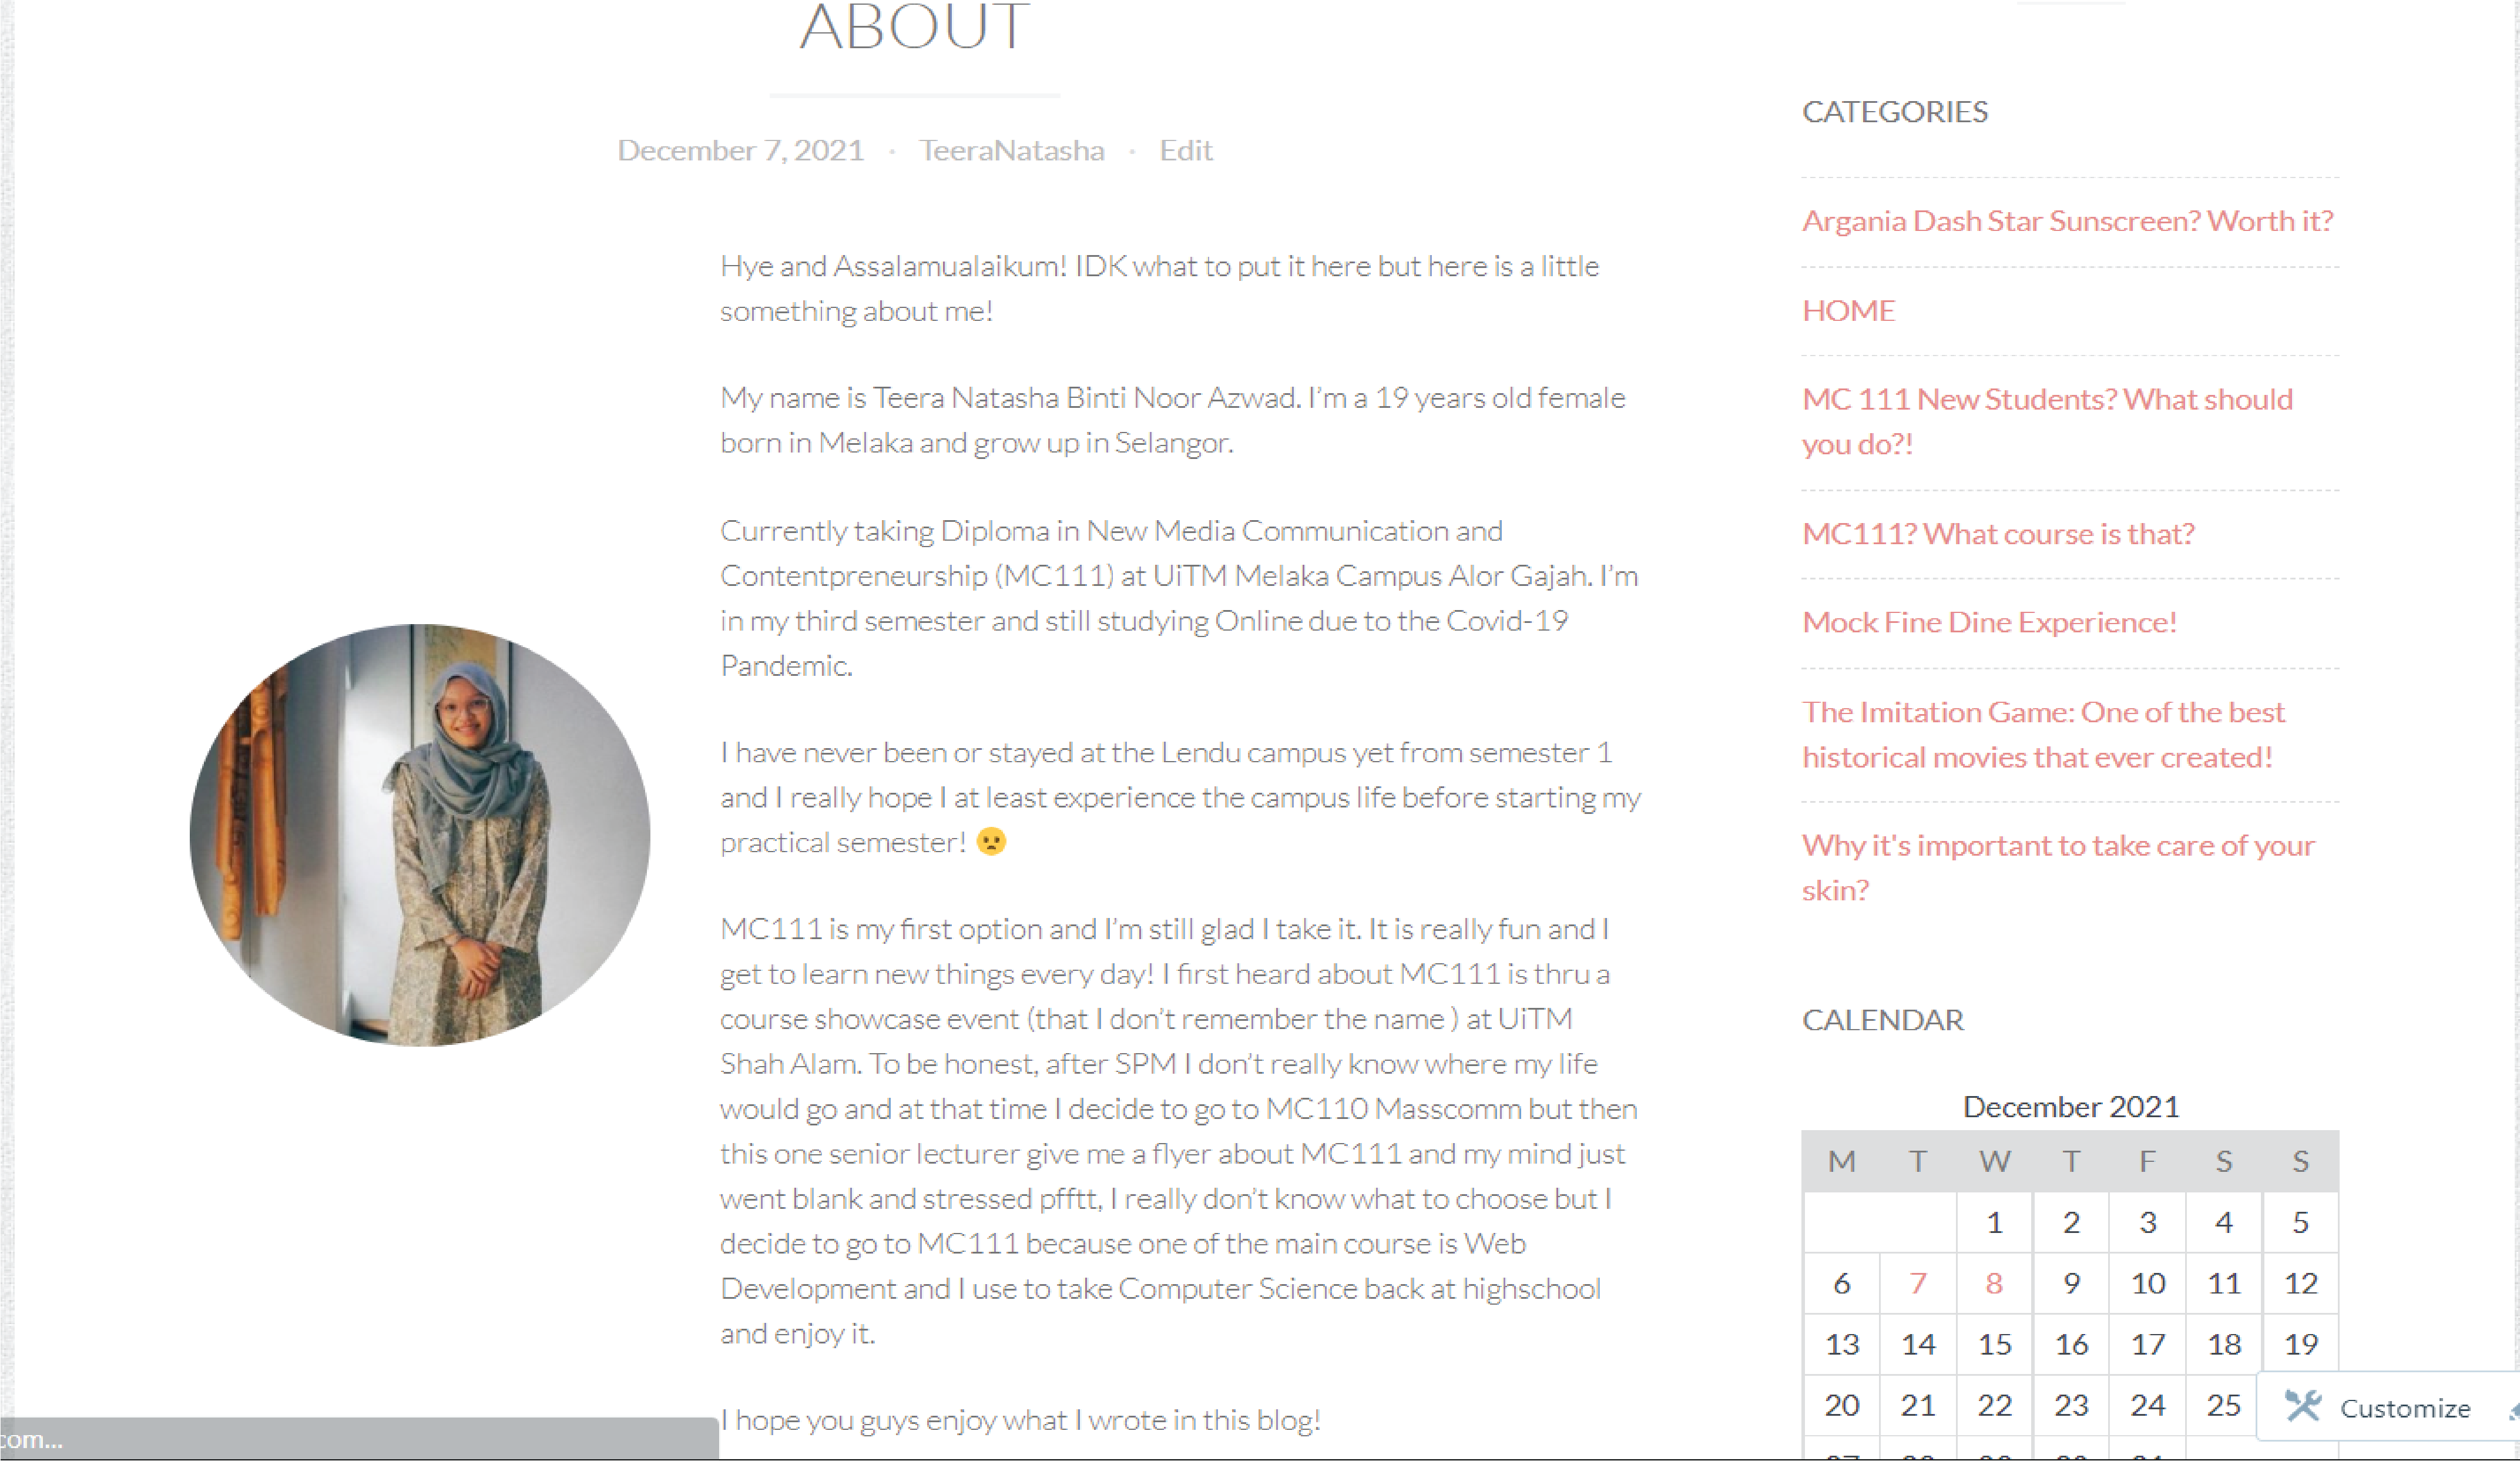 ABOUT
December 7, 2021 · TeeraNatasha · Edit
Hye and Assalamualaikum! IDK what to put it here but here is a little
something about me!
My name is Teera Natasha Binti Noor Azwad. I'm a 19 years old female
born in Melaka and grow up in Selangor.
Currently taking Diploma in New Media Communication and
Contentpreneurship (MC111) at UiTM Melaka Campus Alor Gajah. I'm
in my third semester and still studying Online due to the Covid-19
Pandemic.
I have never been or stayed at the Lendu campus yet from semester 1
and I really hope I at least experience the campus life before starting my
practical semester! 😦
MC111 is my first option and I'm still glad I take it. It is really fun and I
get to learn new things every day! I first heard about MC111 is thru a
course showcase event (that I don't remember the name ) at UiTM
Shah Alam. To be honest, after SPM I don't really know where my life
would go and at that time I decide to go to MC110 Masscomm but then
this one senior lecturer give me a flyer about MC111 and my mind just
went blank and stressed pfftt, I really don't know what to choose but I
decide to go to MC111 because one of the main course is Web
Development and I use to take Computer Science back at highschool
and enjoy it.
I hope you guys enjoy what I wrote in this blog!
com...
CATEGORIES
Argania Dash Star Sunscreen? Worth it?
HOME
MC 111 New Students? What should
you do?!
MC111? What course is that?
Mock Fine Dine Experience!
The Imitation Game: One of the best
historical movies that ever created!
Why it's important to take care of your
skin?
CALENDAR
December 2021
M T W T F S S
1 2 3 4 5
6 7 8 9 10 11 12
13 14 15 16 17 18 19
20 21 22 23 24 25
Customize